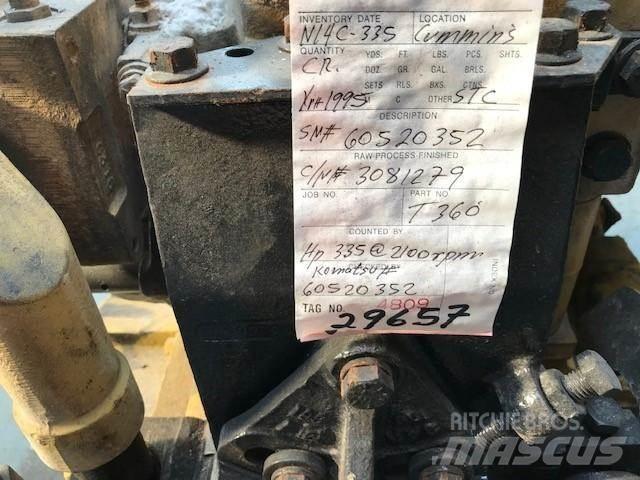 INVENTORY DATE LOCATION
N14C-335 Cummins
QUANTITY YDS. FT. LBS. PCS. SHTS.
CR. DOZ. GR. GAL. BRLS.
SETS RLS. BXS. CTNS.
Yr# 1995 M C OTHER S/C
DESCRIPTION
SM# 60520352
RAW-PROCESS-FINISHED
C/N# 3081279
JOB NO. PART NO.
T 360
COUNTED BY
Hp 335@2100rpm
Komatsu#
60520352
TAG NO. 4809
29657
RITCHIE BROS.
MASCUS